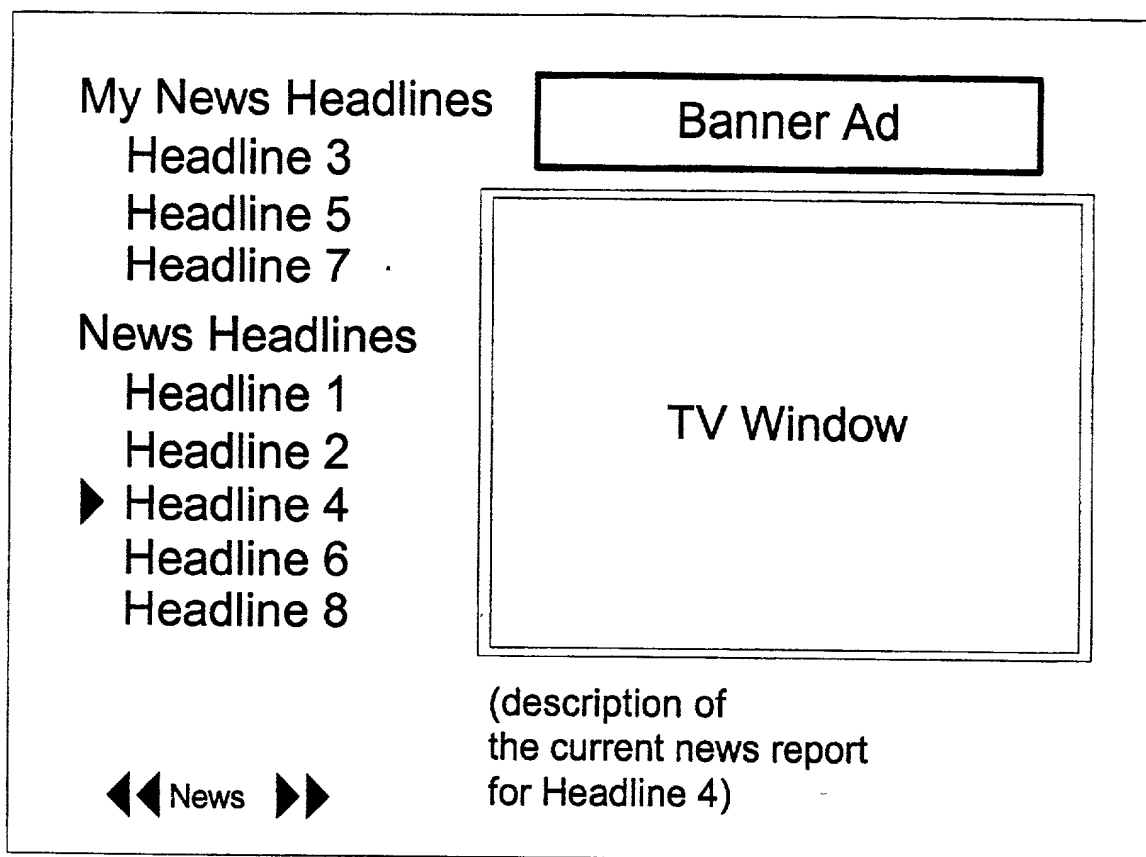 My News Headlines
Headline 3
Headline 5
Headline 7
News Headlines
Headline 1
Headline 2
Headline 4
Headline 6
Headline 8
News
Banner Ad
TV Window
(description of
the current news report
for Headline 4)